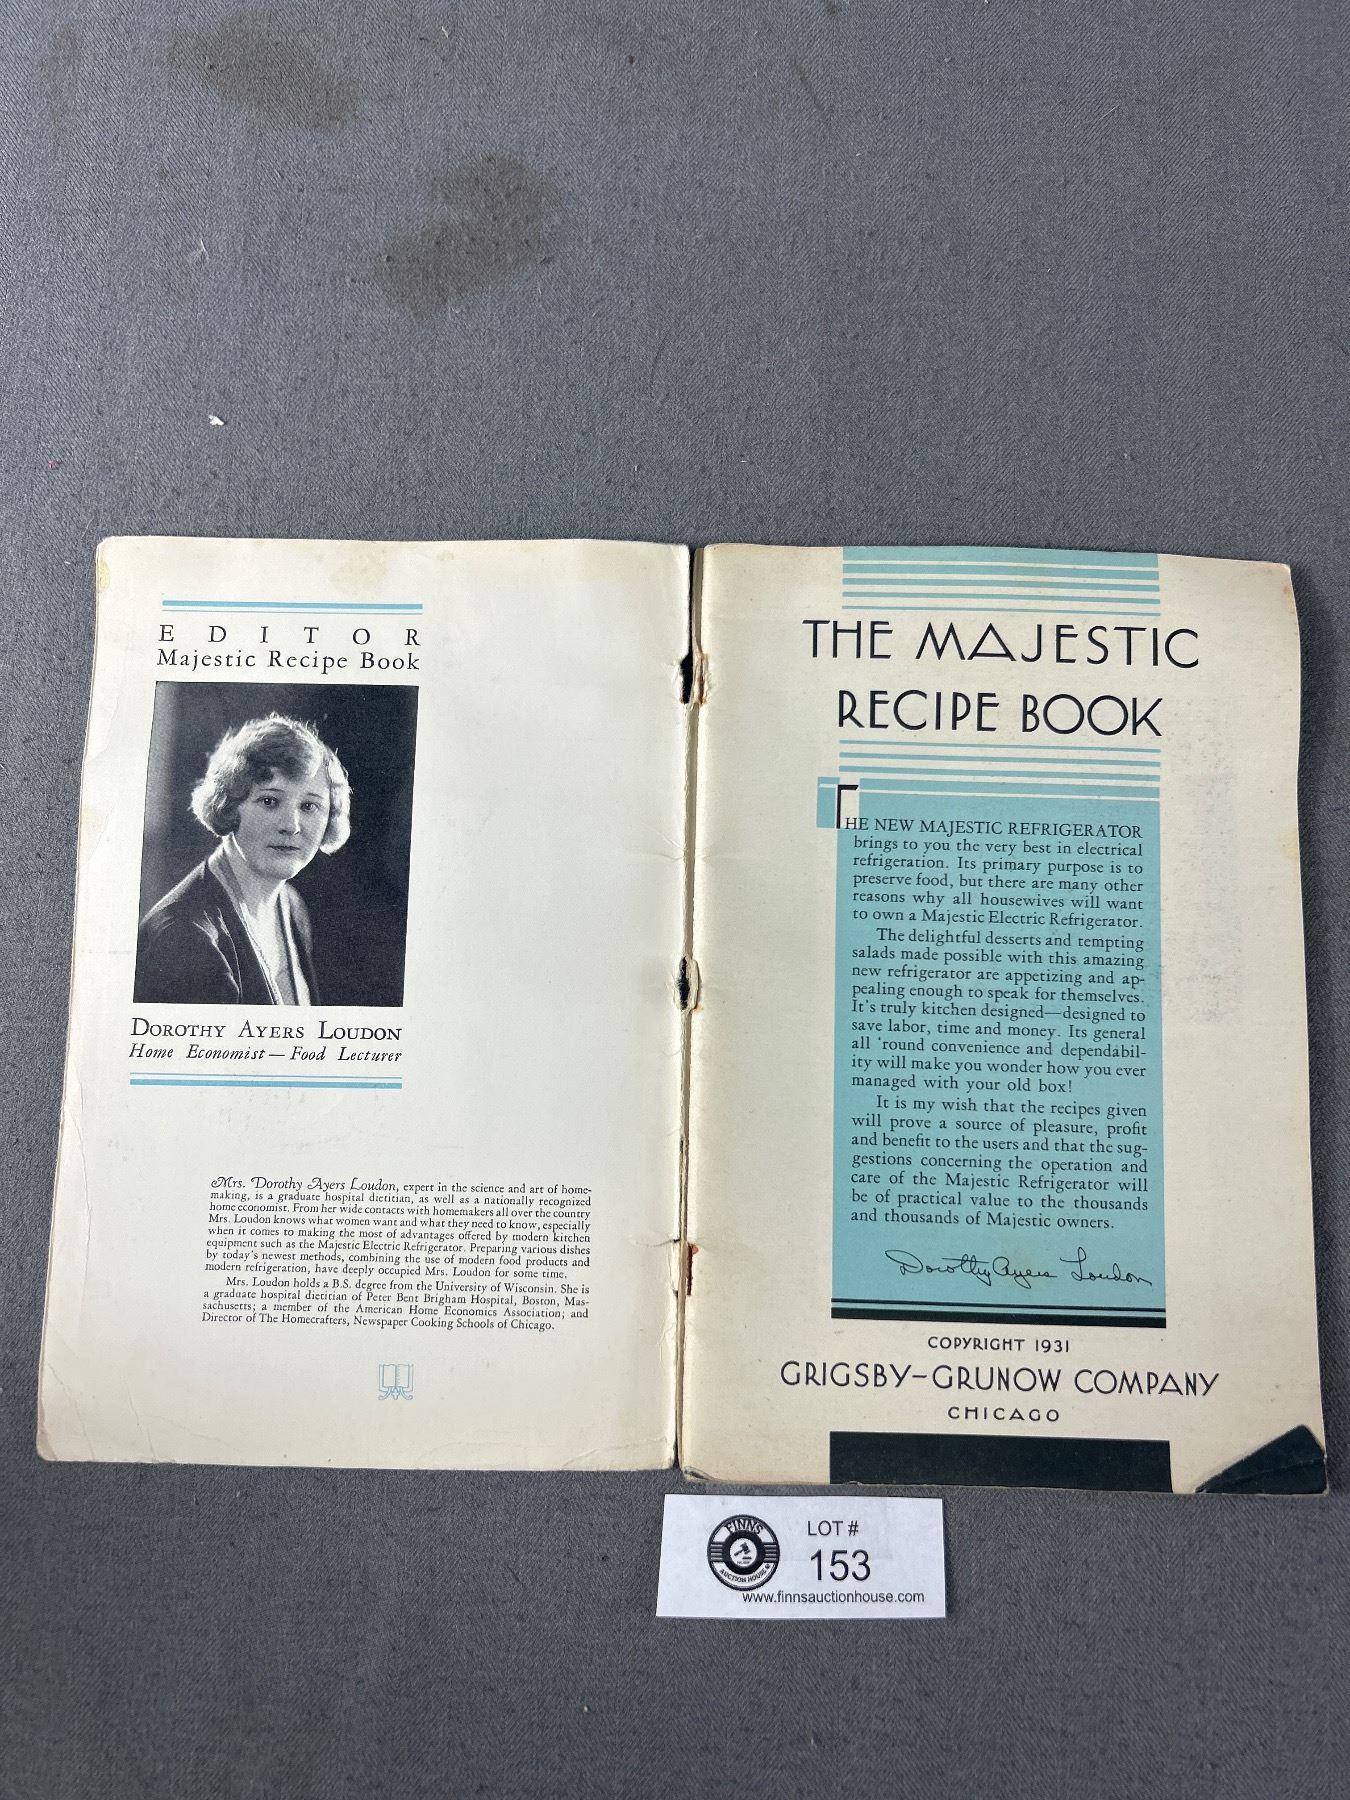 EDITOR
Majestic Recipe Book
DOROTHY AYERS LOUDON
Home Economist — Food Lecturer
Mrs. Dorothy Ayers Loudon, expert in the science and art of home-
making, is a graduate hospital dietitian, as well as a nationally recognized
home economist. From her wide contacts with homemakers all over the country
Mrs. Loudon knows what women want and what they need to know, especially
when it comes to making the most of advantages offered by modern kitchen
equipment such as the Majestic Electric Refrigerator. Preparing various dishes
by today's newest methods, combining the use of modern food products and
modern refrigeration, have deeply occupied Mrs. Loudon for some time.
Mrs. Loudon holds a B.S. degree from the University of Wisconsin. She is
a graduate hospital dietitian of Peter Bent Brigham Hospital, Boston, Mas-
sachusetts; a member of the American Home Economics Association; and
Director of The Homecrafters, Newspaper Cooking Schools of Chicago.
THE MAJESTIC
RECIPE BOOK
THE NEW MAJESTIC REFRIGERATOR
brings to you the very best in electrical
refrigeration. Its primary purpose is to
preserve food, but there are many other
reasons why all housewives will want
to own a Majestic Electric Refrigerator.
The delightful desserts and tempting
salads made possible with this amazing
new refrigerator are appetizing and ap-
pealing enough to speak for themselves.
It's truly kitchen designed—designed to
save labor, time and money. Its general
all 'round convenience and dependabil-
ity will make you wonder how you ever
managed with your old box!
It is my wish that the recipes given
will prove a source of pleasure, profit
and benefit to the users and that the sug-
gestions concerning the operation and
care of the Majestic Refrigerator will
be of practical value to the thousands
and thousands of Majestic owners.
Dorothy Ayers Loudon
COPYRIGHT 1931
GRIGSBY-GRUNOW COMPANY
CHICAGO
FINNS
AUCTION HOUSE
LOT #
153
www.finnsauctionhouse.com